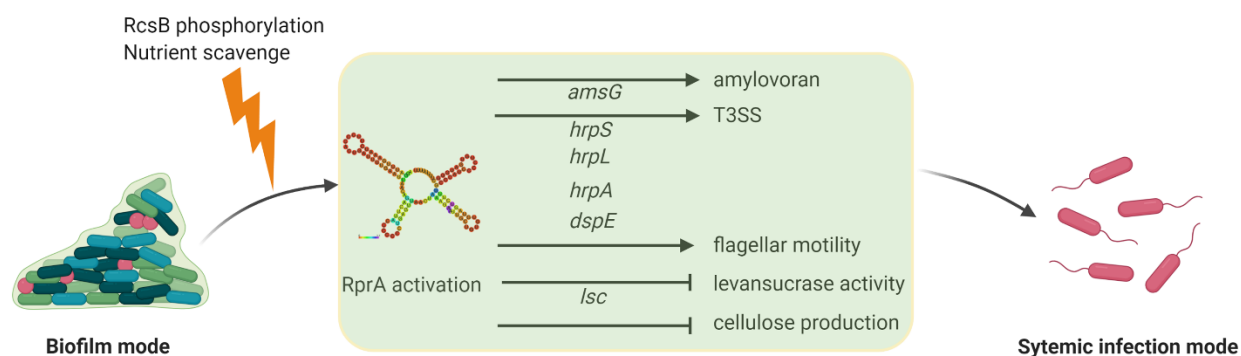 RcsB phosphorylation
Nutrient scavenge
amsG
amylovoran
T3SS
hrpS
hrpL
hrpA
dspE
flagellar motility
RprA activation
lsc
levansucrase activity
cellulose production
Biofilm mode
Sytemic infection mode